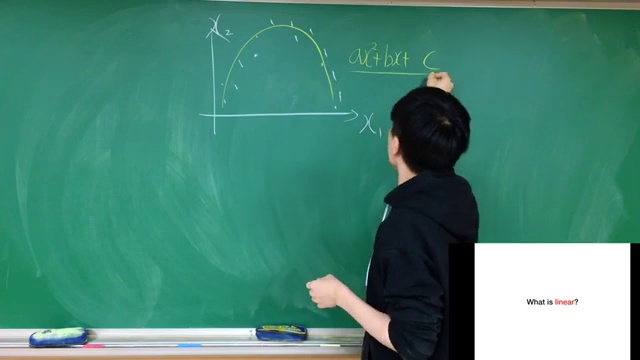 x₂
ax²+bx+ c
x₁
What is linear?